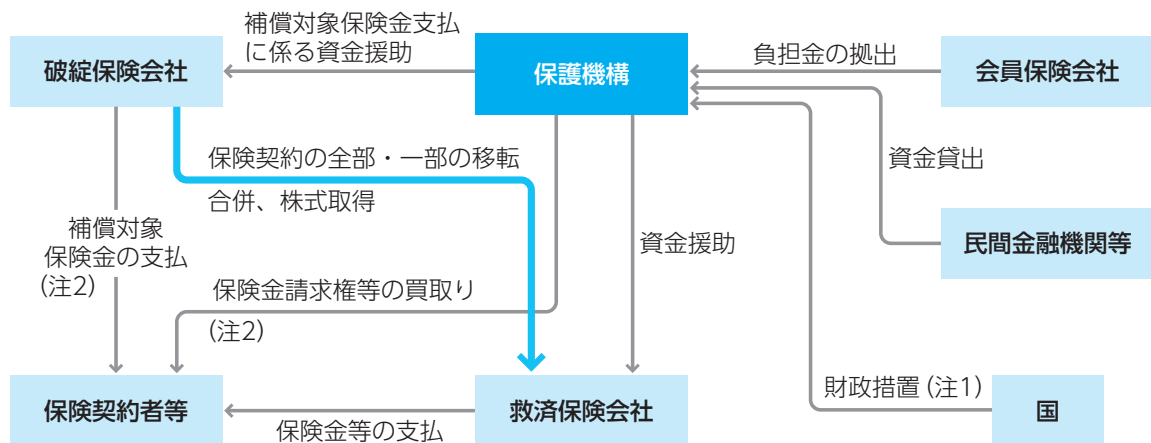 補償対象保険金支払
に係る資金援助
破綻保険会社
保護機構
負担金の拠出
会員保険会社
保険契約の全部・一部の移転
合併、株式取得
資金貸出
補償対象
保険金の支払
(注2)
資金援助
民間金融機関等
保険金請求権等の買取り
(注2)
財政措置(注1)
保険契約者等
保険金等の支払
救済保険会社
国